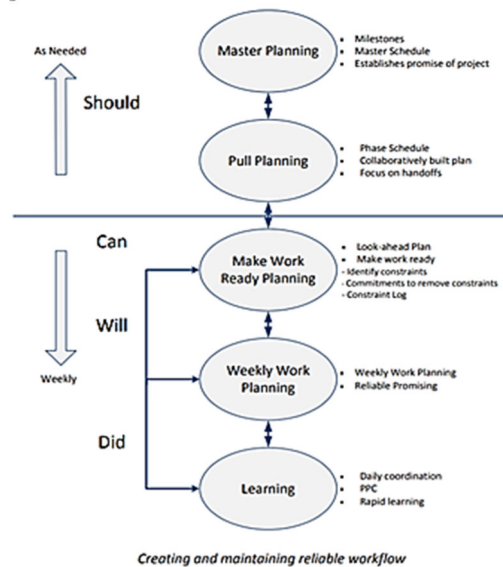 As Needed
Should
Master Planning
• Milestones
• Master Schedule
• Establishes promise of project
Pull Planning
• Phase Schedule
• Collaboratively built plan
• Focus on handoffs
Can
Make Work
Ready Planning
• Look-ahead Plan
• Make work ready
- Identify constraints
- Commitments to remove constraints
- Constraint Log
Will
Weekly
Weekly Work
Planning
• Weekly Work Planning
• Reliable Promising
Did
Learning
• Daily coordination
• PPC
• Rapid learning
Creating and maintaining reliable workflow